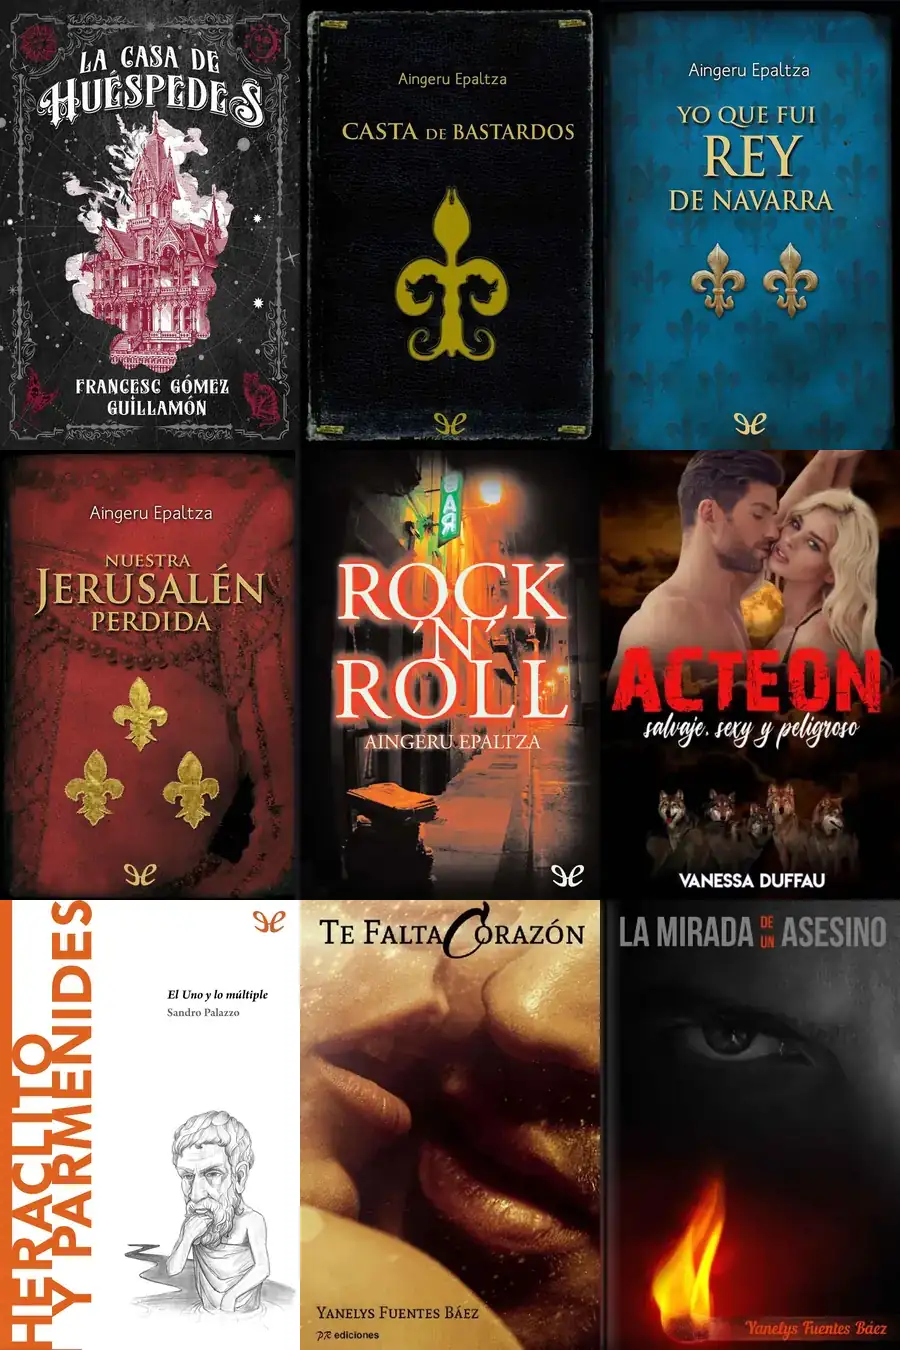 LA CASA DE
HUÉSPEDES
FRANCESC GÓMEZ
GUILLAMÓN
Aingeru Epaltza
CASTA DE BASTARDOS
Aingeru Epaltza
YO QUE FUI
REY
DE NAVARRA
Aingeru Epaltza
NUESTRA
JERUSALÉN
PERDIDA
BAR
ROCK
'N'
ROLL
AINGERU EPALTZA
ACTEON
salvaje, sexy y peligroso
VANESSA DUFFAU
HERACLITO
Y PARMENIDES
El Uno y lo múltiple
Sandro Palazzo
TE FALTA CORAZÓN
YANELYS FUENTES BÁEZ
PR ediciones
LA MIRADA DE UN ASESINO
Yanelys Fuentes Báez